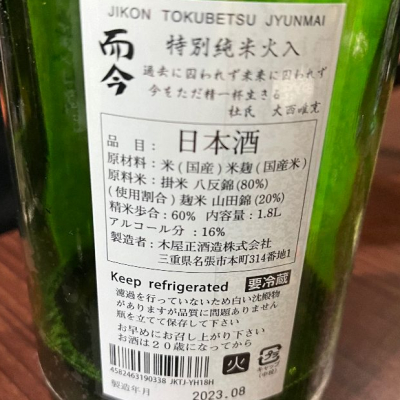 JIKON TOKUBETSU JYUNMAI
而今
特別純米火入
過去に囚われず未来に囚われず
今をただ精一杯生きる
杜氏 大西唯克
品 目: 日本酒
原材料: 米(国産)米麹(国産米)
原料米: 掛米 八反錦(80%)
(使用割合) 麹米 山田錦(20%)
精米歩合: 60% 内容量: 1.8L
アルコール分 : 16%
製造者: 木屋正酒造株式会社
三重県名張市本町314番地1
Keep refrigerated 要冷蔵
濾過を行っていないため白い沈殿物
がありますが品質に問題ありません
瓶を立てて保存して下さい
お早めにお召し上がり下さい
お酒は20歳になってから
4582463190338 JKTJ-YH18H
火
製造年月 2023.08